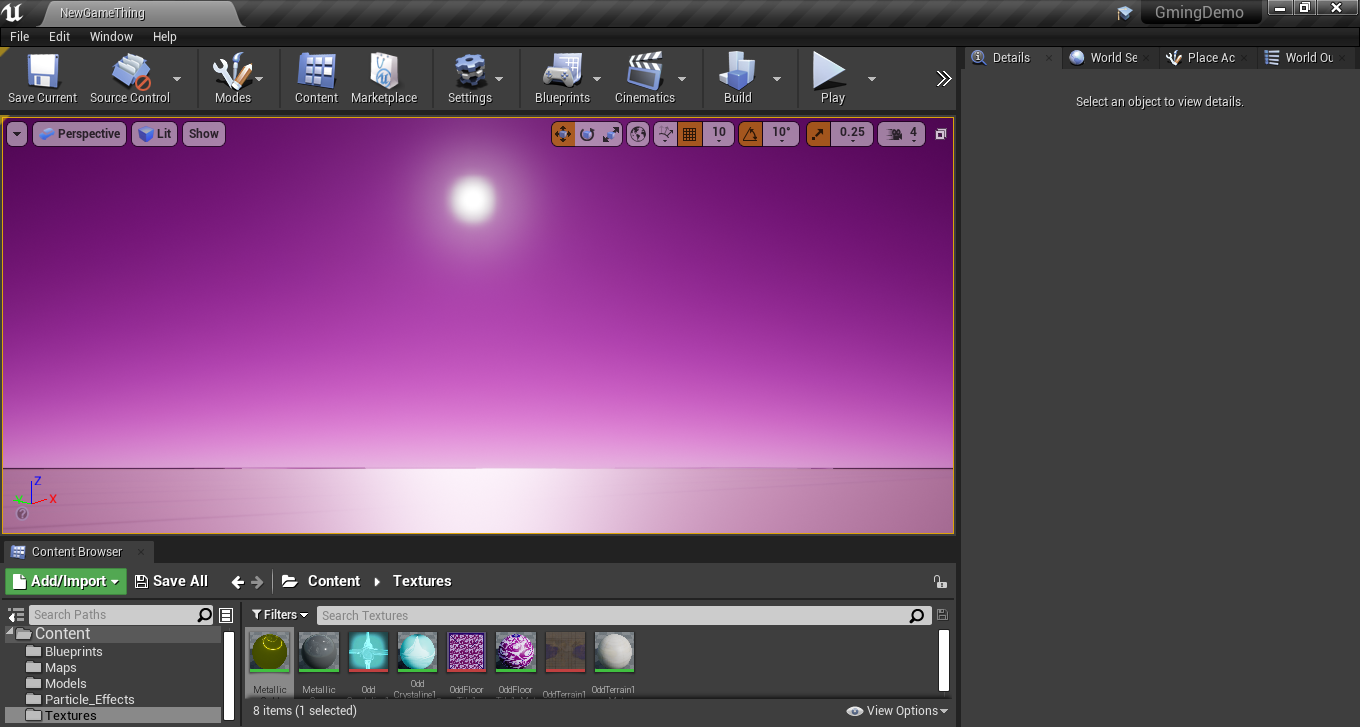 NewGameThing
GmingDemo
File Edit Window Help
Save Current Source Control Modes Content Marketplace Settings Blueprints Cinematics Build Play
Details World Se Place Ac World Ou
Select an object to view details.
Perspective Lit Show 10 10° 0.25 4
Z
X
Content Browser
Add/Import Save All Content Textures
Search Paths Filters Search Textures
Content
Blueprints
Maps
Models
Particle_Effects
Textures
Metallic Metallic Odd Odd OddFloor OddFloor OddTerrain1 OddTerrain1
Crystaline1
8 items (1 selected) View Options